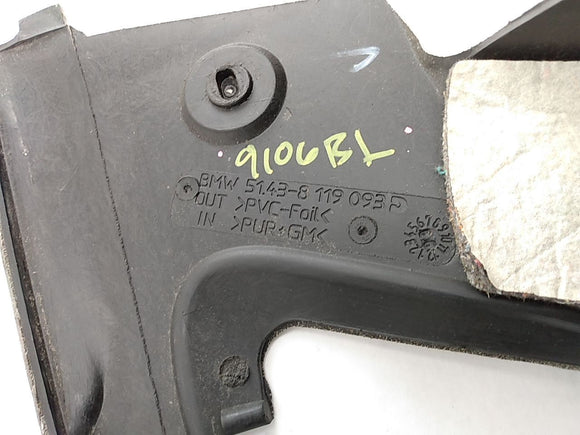 9106BL
BMW 51.43-8 119 093 P
OUT >PVC-Foil<
IN >PUR+GM<